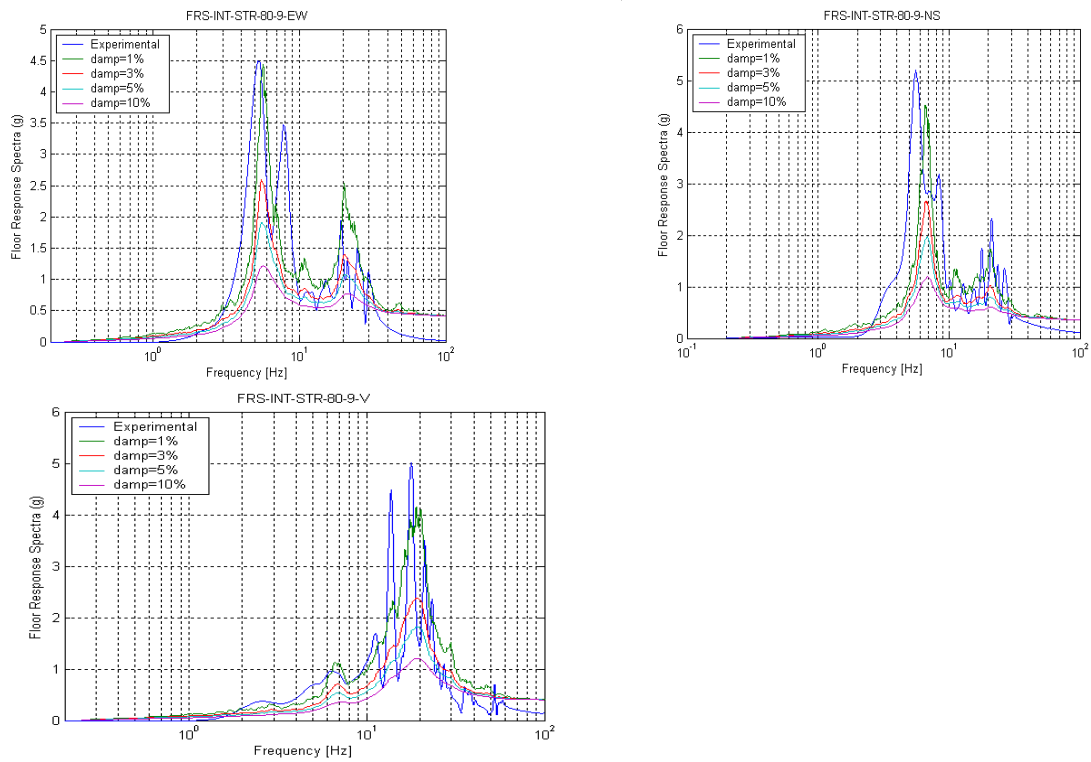 FRS-INT-STR-80-9-EW
5
4.5
4
3.5
3
2.5
2
1.5
1
0.5
0
Floor Response Spectra (g)
Experimental
damp=1%
damp=3%
damp=5%
damp=10%
10^0
10^1
10^2
Frequency [Hz]
FRS-INT-STR-80-9-NS
6
5
4
3
2
1
0
Floor Response Spectra (g)
Experimental
damp=1%
damp=3%
damp=5%
damp=10%
10^-1
10^0
10^1
10^2
Frequency [Hz]
FRS-INT-STR-80-9-V
6
5
4
3
2
1
0
Floor Response Spectra (g)
Experimental
damp=1%
damp=3%
damp=5%
damp=10%
10^0
10^1
10^2
Frequency [Hz]